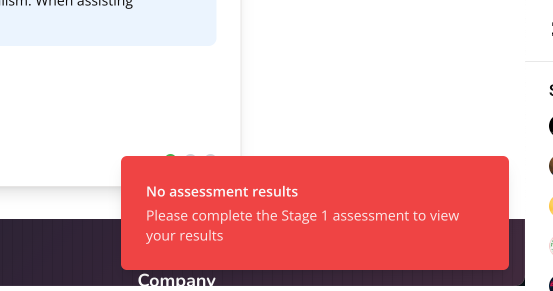 lism. When assisting
No assessment results
Please complete the Stage 1 assessment to view
your results
Company